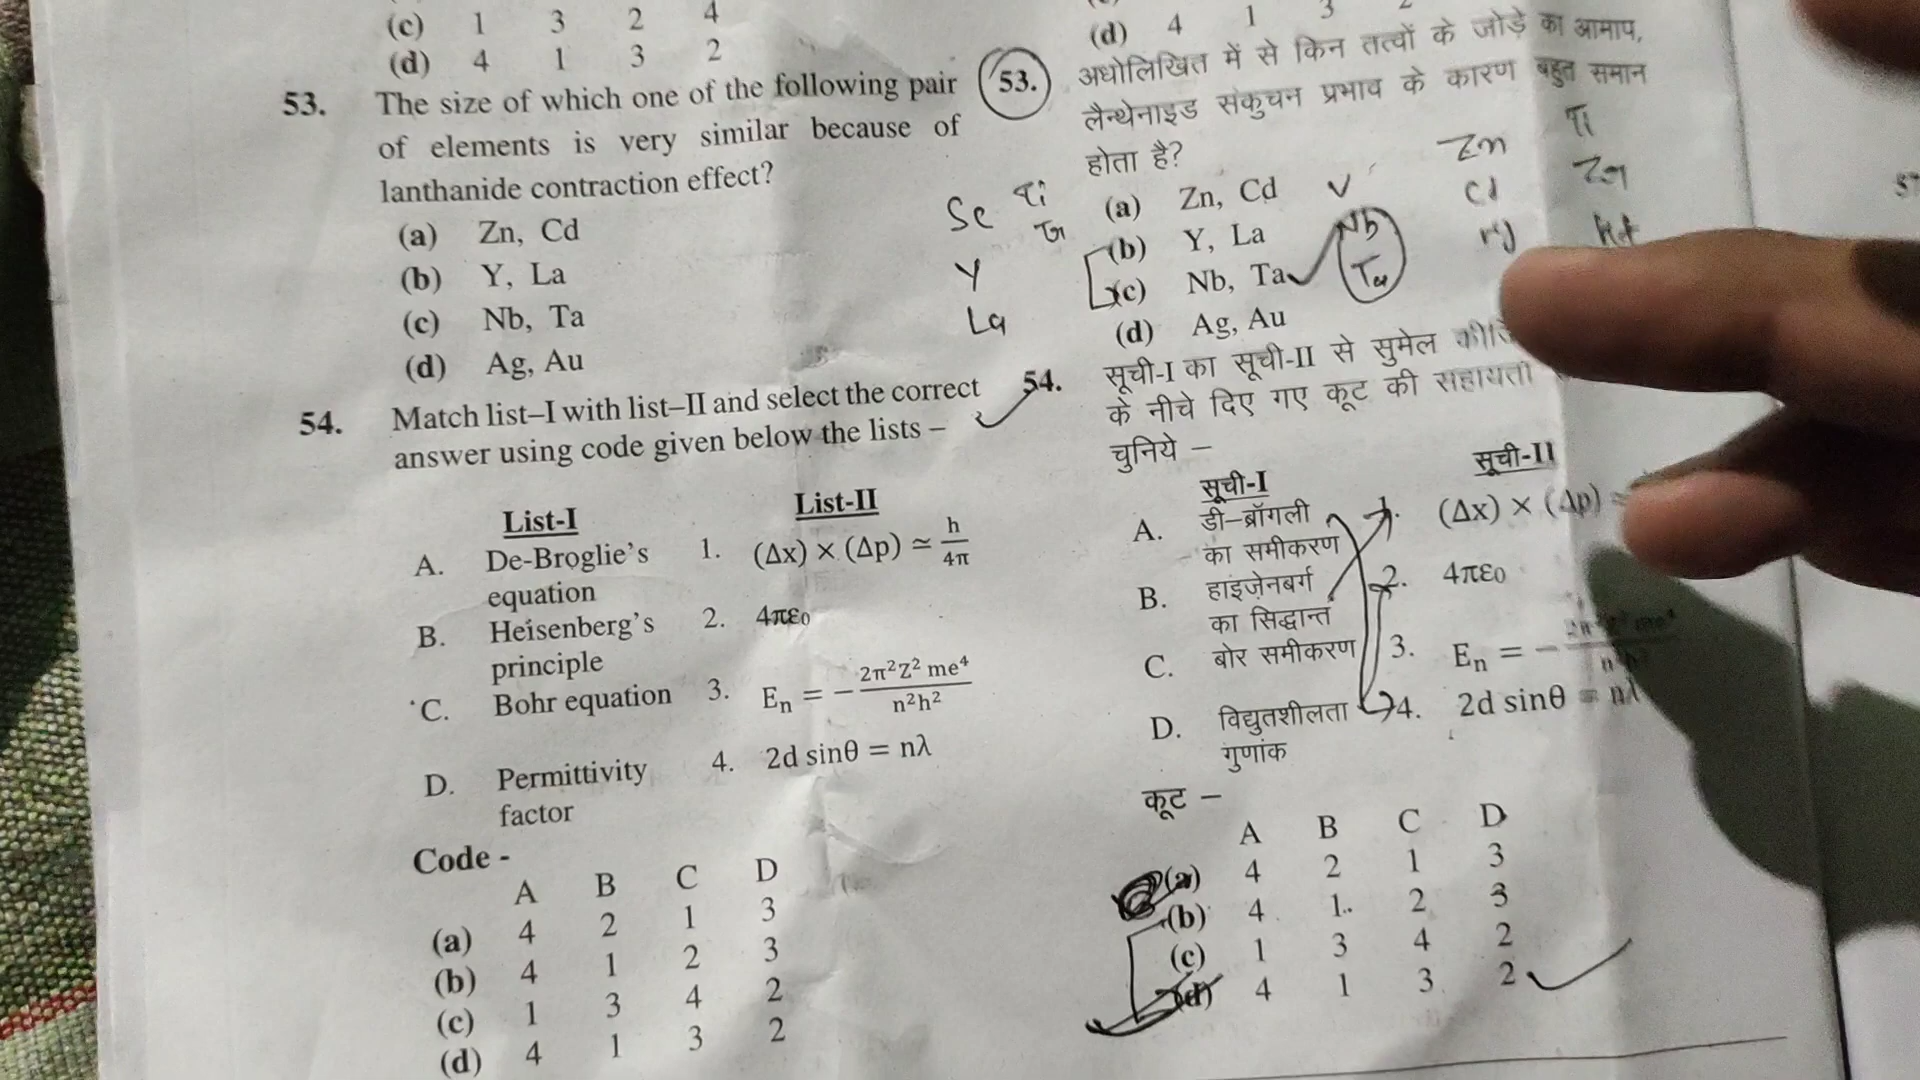 (c) 1 3 2 4
(d) 4 1 3 2
53. The size of which one of the following pair
of elements is very similar because of
lanthanide contraction effect?
(a) Zn, Cd
(b) Y, La
(c) Nb, Ta
(d) Ag, Au
54. Match list–I with list–II and select the correct
answer using code given below the lists –
List-I List-II
A. De-Broglie's 1. (Δx) × (Δp) ≃ h/4π
equation
B. Heisenberg's 2. 4πε₀
principle
C. Bohr equation 3. Eₙ = − 2π²Z² me⁴/n²h²
D. Permittivity 4. 2d sinθ = nλ
factor
Code -
A B C D
(a) 4 2 1 3
(b) 4 1 2 3
(c) 1 3 4 2
(d) 4 1 3 2
Y
La
(d) 4 1 3
53. अधोलिखित में से किन तत्वों के जोड़े का आमाप,
लैन्थेनाइड संकुचन प्रभाव के कारण बहुत समान
होता है?
(a) Zn, Cd
(b) Y, La
(c) Nb, Ta
(d) Ag, Au
V
Nb
Ta
Zn
Cd
Ti
54. सूची-I का सूची-II से सुमेल
के नीचे दिए गए कूट की सहायता
चुनिये –
सूची-I सूची-II
A. डी–ब्रॉगली 1. (Δx) × (Δp)
का समीकरण
B. हाइज़ेनबर्ग 2. 4πε₀
का सिद्धान्त
C. बोर समीकरण 3. Eₙ = −
D. विद्युतशीलता 4. 2d sinθ = nλ
गुणांक
कूट –
A B C D
(a) 4 2 1 3
(b) 4 1 2 3
(c) 1 3 4 2
(d) 4 1 3 2